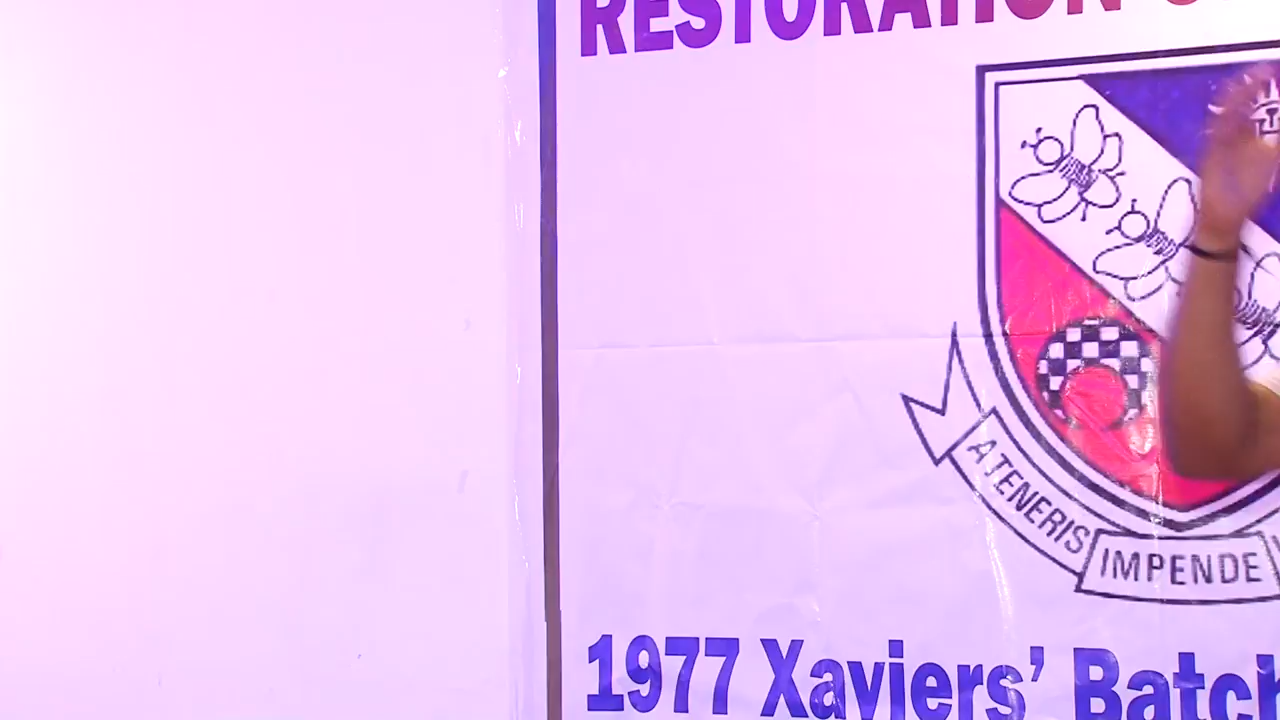 RESTORATION
ATENERIS IMPENDE
1977 Xaviers' Batch